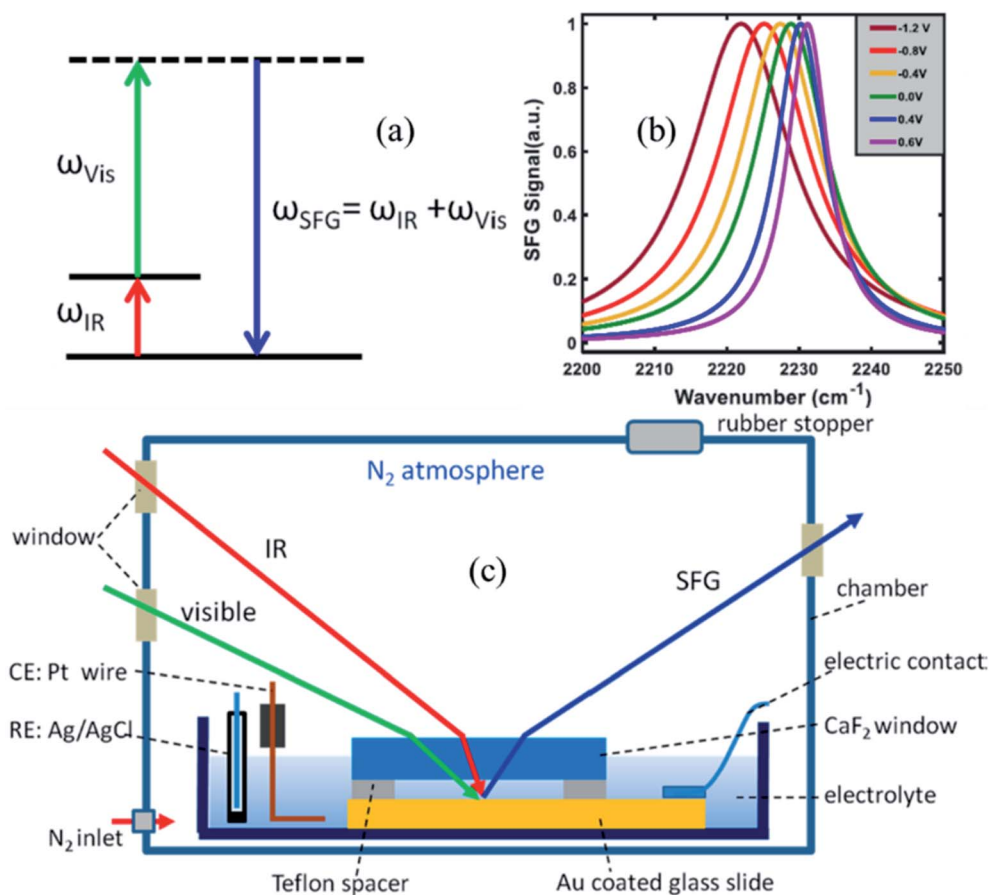 (a)
ω_Vis
ω_IR
ω_SFG= ω_IR +ω_Vis
(b)
SFG Signal(a.u.)
1
0.8
0.6
0.4
0.2
0
2200
2210
2220
2230
2240
2250
Wavenumber (cm⁻¹)
-1.2 V
-0.8V
-0.4V
0.0V
0.4V
0.6V
rubber stopper
N₂ atmosphere
window
IR
(c)
SFG
visible
chamber
CE: Pt wire
electric contact
RE: Ag/AgCl
CaF₂ window
electrolyte
N₂ inlet
Teflon spacer
Au coated glass slide